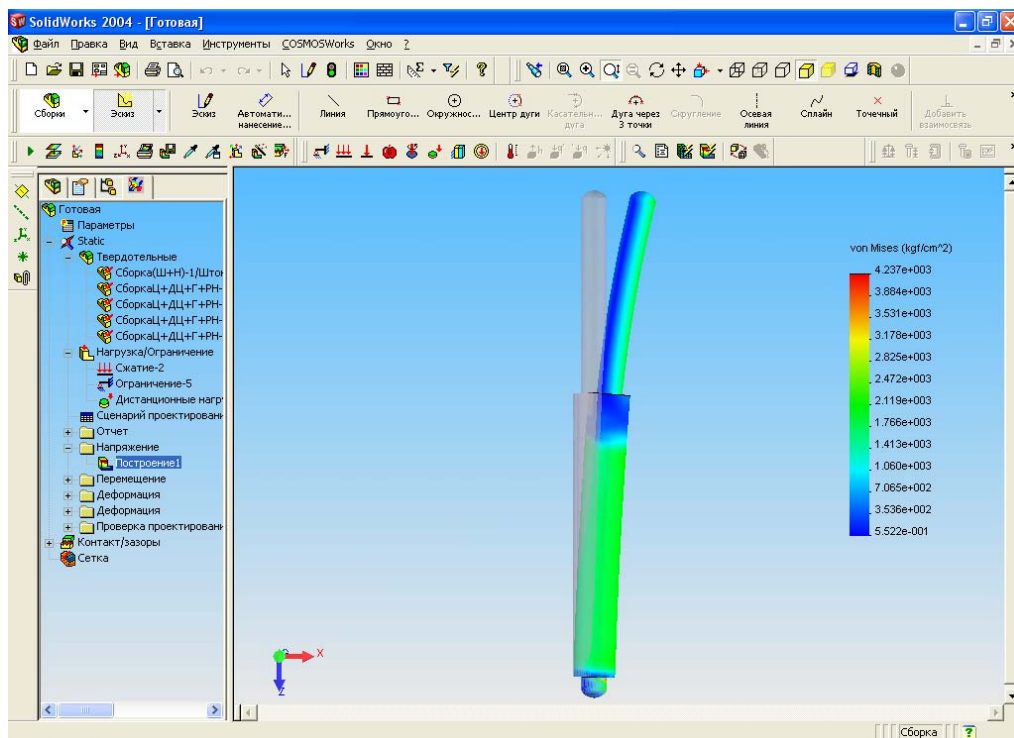 SolidWorks 2004 - [Готовая]
Файл Правка Вид Вставка Инструменты COSMOSWorks Окно ?
Сборки Эскиз Эскиз Автомати... нанесение... Линия Прямоуго... Окружнос... Центр дуги Касательн... дуга Дуга через 3 точки Скругление Осевая линия Сплайн Точечный Добавить взаимосвязь
Готовая
Параметры
Static
Твердотельные
Сборка(Ш+Н)-1/Шток
СборкаЦ+ДЦ+Г+РН-
СборкаЦ+ДЦ+Г+РН-
СборкаЦ+ДЦ+Г+РН-
СборкаЦ+ДЦ+Г+РН-
Нагрузка/Ограничение
Сжатие-2
Ограничение-5
Дистанционные нагр
Сценарий проектировани
Отчет
Напряжение
Построение1
Перемещение
Деформация
Деформация
Проверка проектировани
Контакт/зазоры
Сетка
von Mises (kgf/cm^2)
4.237e+003
3.884e+003
3.531e+003
3.178e+003
2.825e+003
2.472e+003
2.119e+003
1.766e+003
1.413e+003
1.060e+003
7.065e+002
3.536e+002
5.522e-001
X
Z
Сборка